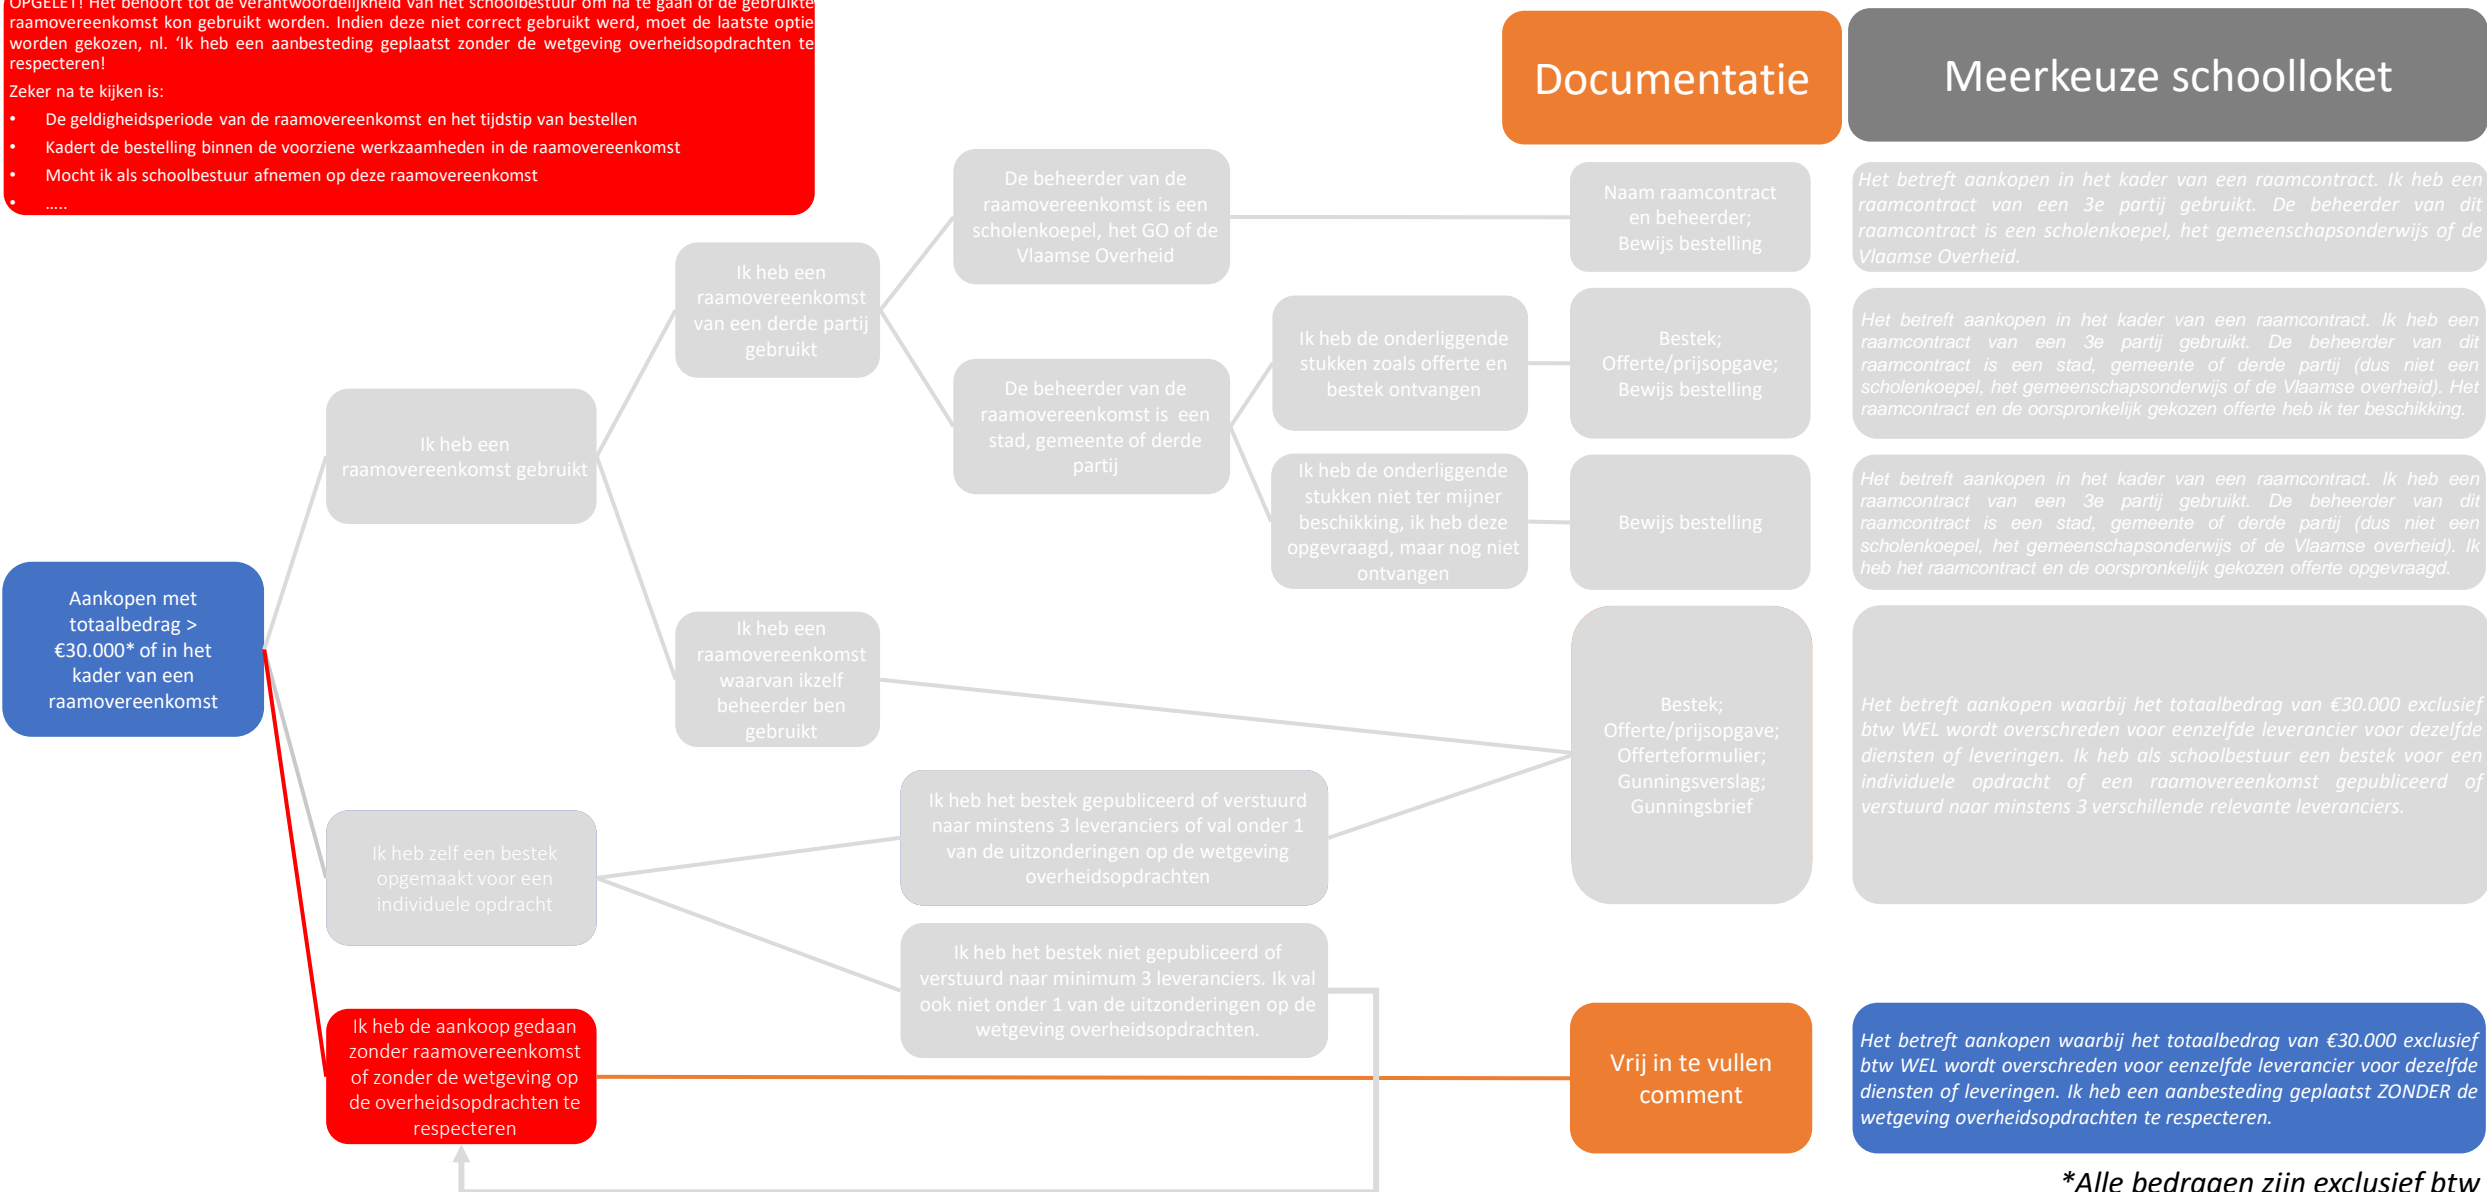 OPGELET! Het behoort tot de verantwoordelijkheid van het schoolbestuur om na te gaan of de gebruikte
raamovereenkomst kon gebruikt worden. Indien deze niet correct gebruikt werd, moet de laatste optie
worden gekozen, nl. ‘Ik heb een aanbesteding geplaatst zonder de wetgeving overheidsopdrachten te
respecteren!
Zeker na te kijken is:
• De geldigheidsperiode van de raamovereenkomst en het tijdstip van bestellen
• Kadert de bestelling binnen de voorziene werkzaamheden in de raamovereenkomst
• Mocht ik als schoolbestuur afnemen op deze raamovereenkomst
• …..
Documentatie
Meerkeuze schoolloket
Aankopen met
totaalbedrag >
€30.000* of in het
kader van een
raamovereenkomst
Ik heb een
raamovereenkomst gebruikt
Ik heb een
raamovereenkomst
van een derde partij
gebruikt
De beheerder van de
raamovereenkomst is een
scholenkoepel, het GO of de
Vlaamse Overheid
Naam raamcontract
en beheerder;
Bewijs bestelling
Het betreft aankopen in het kader van een raamcontract. Ik heb een
raamcontract van een 3e partij gebruikt. De beheerder van dit
raamcontract is een scholenkoepel, het gemeenschapsonderwijs of de
Vlaamse Overheid.
De beheerder van de
raamovereenkomst is een
stad, gemeente of derde
partij
Ik heb de onderliggende
stukken zoals offerte en
bestek ontvangen
Bestek;
Offerte/prijsopgave;
Bewijs bestelling
Het betreft aankopen in het kader van een raamcontract. Ik heb een
raamcontract van een 3e partij gebruikt. De beheerder van dit
raamcontract is een stad, gemeente of derde partij (dus niet een
scholenkoepel, het gemeenschapsonderwijs of de Vlaamse overheid). Het
raamcontract en de oorspronkelijk gekozen offerte heb ik ter beschikking.
Ik heb de onderliggende
stukken niet ter mijner
beschikking, ik heb deze
opgevraagd, maar nog niet
ontvangen
Bewijs bestelling
Het betreft aankopen in het kader van een raamcontract. Ik heb een
raamcontract van een 3e partij gebruikt. De beheerder van dit
raamcontract is een stad, gemeente of derde partij (dus niet een
scholenkoepel, het gemeenschapsonderwijs of de Vlaamse overheid). Ik
heb het raamcontract en de oorspronkelijk gekozen offerte opgevraagd.
Ik heb een
raamovereenkomst
waarvan ikzelf
beheerder ben
gebruikt
Bestek;
Offerte/prijsopgave;
Offerteformulier;
Gunningsverslag;
Gunningsbrief
Het betreft aankopen waarbij het totaalbedrag van €30.000 exclusief
btw WEL wordt overschreden voor eenzelfde leverancier voor dezelfde
diensten of leveringen. Ik heb als schoolbestuur een bestek voor een
individuele opdracht of een raamovereenkomst gepubliceerd of
verstuurd naar minstens 3 verschillende relevante leveranciers.
Ik heb zelf een bestek
opgemaakt voor een
individuele opdracht
Ik heb het bestek gepubliceerd of verstuurd
naar minstens 3 leveranciers of val onder 1
van de uitzonderingen op de wetgeving
overheidsopdrachten
Ik heb het bestek niet gepubliceerd of
verstuurd naar minimum 3 leveranciers. Ik val
ook niet onder 1 van de uitzonderingen op de
wetgeving overheidsopdrachten.
Ik heb de aankoop gedaan
zonder raamovereenkomst
of zonder de wetgeving op
de overheidsopdrachten te
respecteren
Vrij in te vullen
comment
Het betreft aankopen waarbij het totaalbedrag van €30.000 exclusief
btw WEL wordt overschreden voor eenzelfde leverancier voor dezelfde
diensten of leveringen. Ik heb een aanbesteding geplaatst ZONDER de
wetgeving overheidsopdrachten te respecteren.
*Alle bedragen zijn exclusief btw